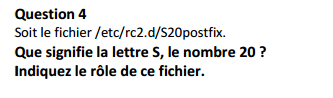 Question 4
Soit le fichier /etc/rc2.d/S20postfix.
Que signifie la lettre S, le nombre 20 ?
Indiquez le rôle de ce fichier.